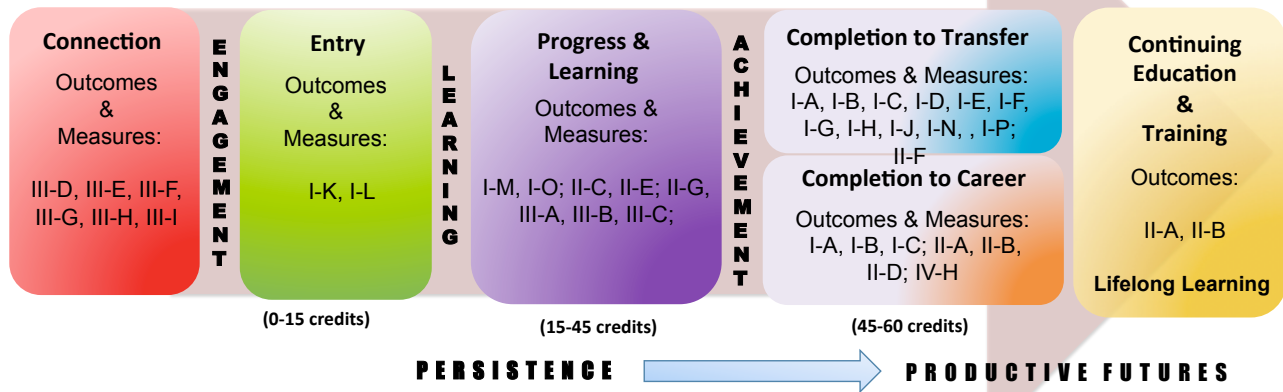 Connection
Outcomes
&
Measures:
III-D, III-E, III-F,
III-G, III-H, III-I
ENGAGEMENT
Entry
Outcomes
&
Measures:
I-K, I-L
(0-15 credits)
LEARNING
Progress &
Learning
Outcomes &
Measures:
I-M, I-O; II-C, II-E; II-G,
III-A, III-B, III-C;
(15-45 credits)
ACHIEVEMENT
Completion to Transfer
Outcomes & Measures:
I-A, I-B, I-C, I-D, I-E, I-F,
I-G, I-H, I-J, I-N, , I-P;
II-F
Completion to Career
Outcomes & Measures:
I-A, I-B, I-C; II-A, II-B,
II-D; IV-H
(45-60 credits)
Continuing
Education
&
Training
Outcomes:
II-A, II-B
Lifelong Learning
PERSISTENCE
PRODUCTIVE FUTURES